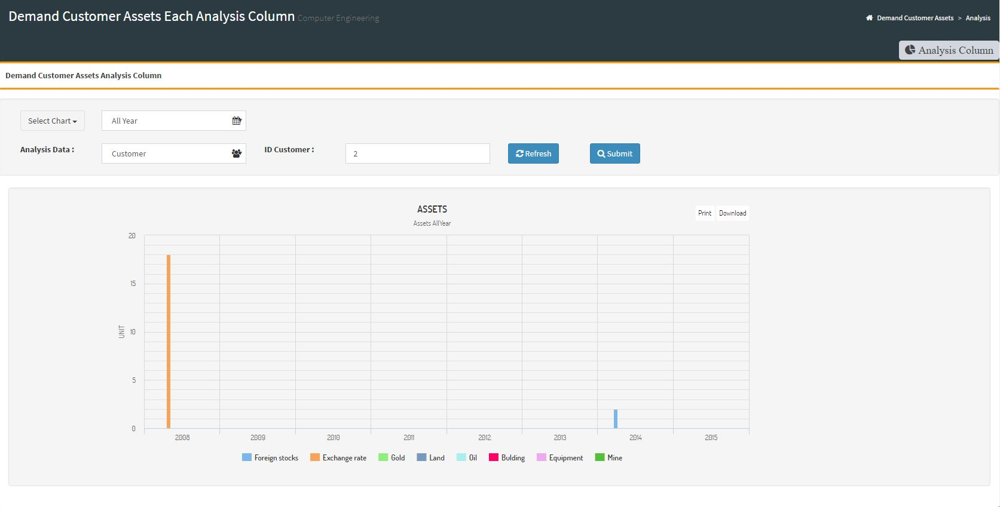 Demand Customer Assets Each Analysis Column Computer Engineering
Demand Customer Assets > Analysis
Analysis Column
Demand Customer Assets Analysis Column
Select Chart All Year
Analysis Data : Customer ID Customer : 2 Refresh Submit
ASSETS
Print Download
Assets AllYear
20
15
10
5
0
UNIT
2008 2009 2010 2011 2012 2013 2014 2015
Foreign stocks Exchange rate Gold Land Oil Bulding Equipment Mine